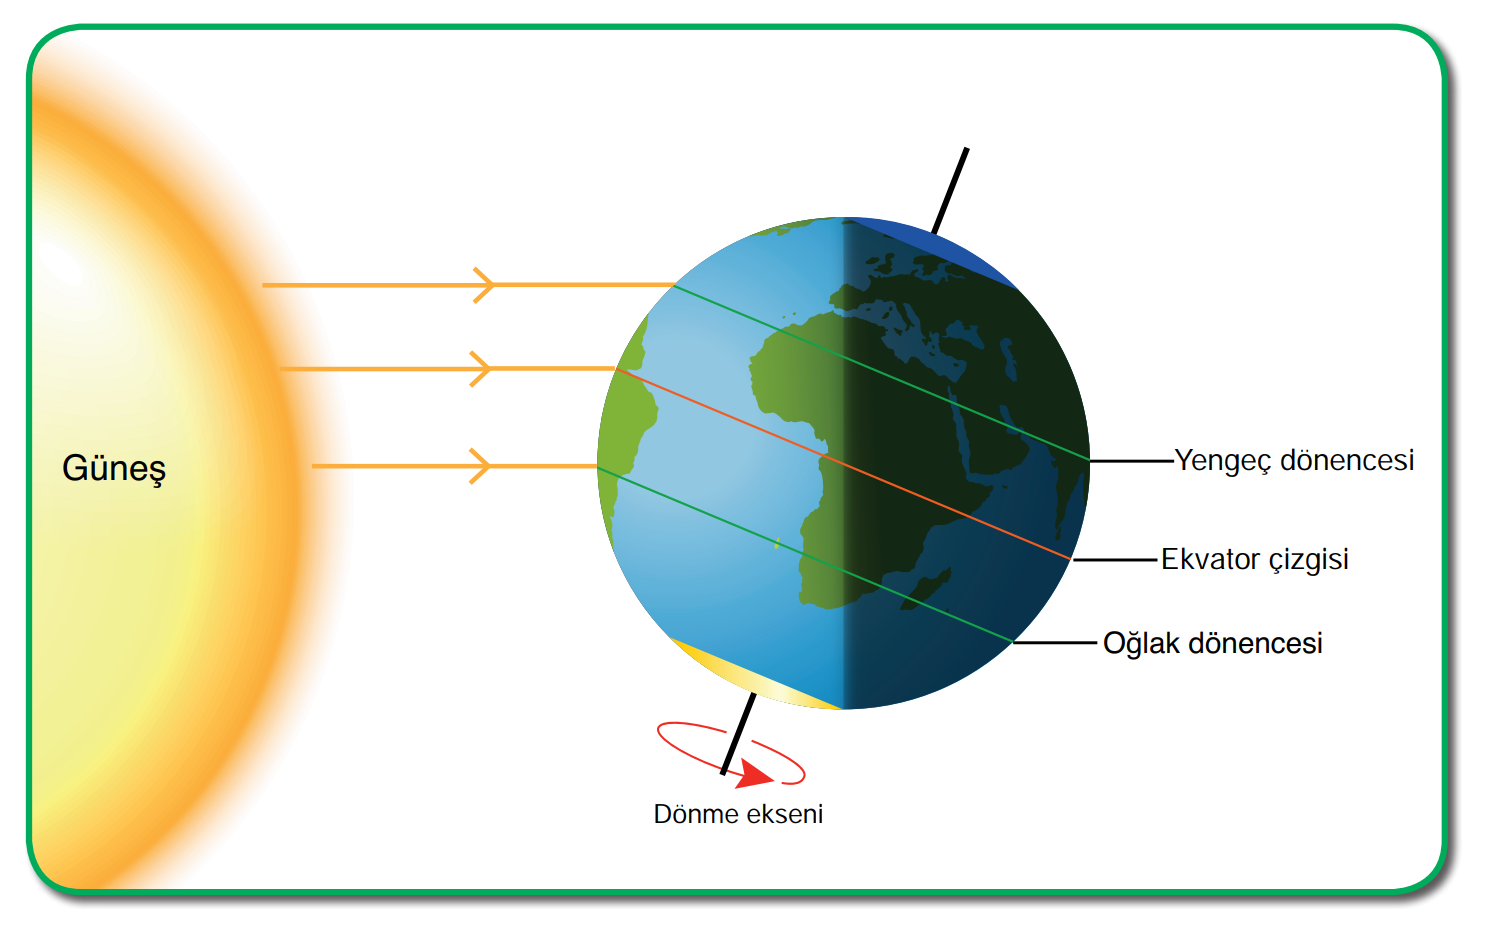 Güneş
Yengeç dönencesi
Ekvator çizgisi
Oğlak dönencesi
Dönme ekseni